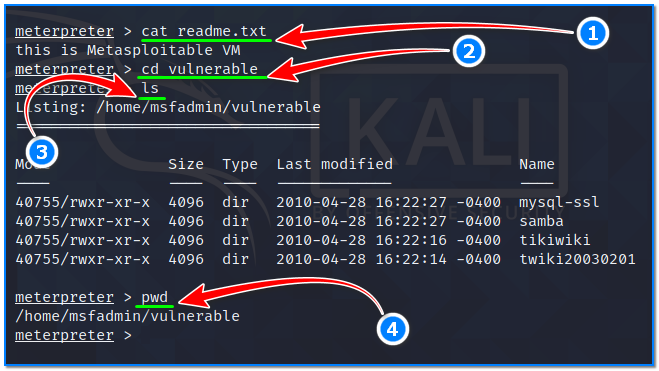 meterpreter > cat readme.txt
this is Metasploitable VM
meterpreter > cd vulnerable
meterpreter ls
Listing: /home/msfadmin/vulnerable
==================================
Size Type Last modified Name
---- ---- ------------- ----
40755/rwxr-xr-x 4096 dir 2010-04-28 16:22:27 -0400 mysql-ssl
40755/rwxr-xr-x 4096 dir 2010-04-28 16:22:27 -0400 samba
40755/rwxr-xr-x 4096 dir 2010-04-28 16:22:16 -0400 tikiwiki
40755/rwxr-xr-x 4096 dir 2010-04-28 16:22:14 -0400 twiki20030201
meterpreter > pwd
/home/msfadmin/vulnerable
meterpreter >
1
2
3
4
KALI
BY OFFENSIVE SECURITY